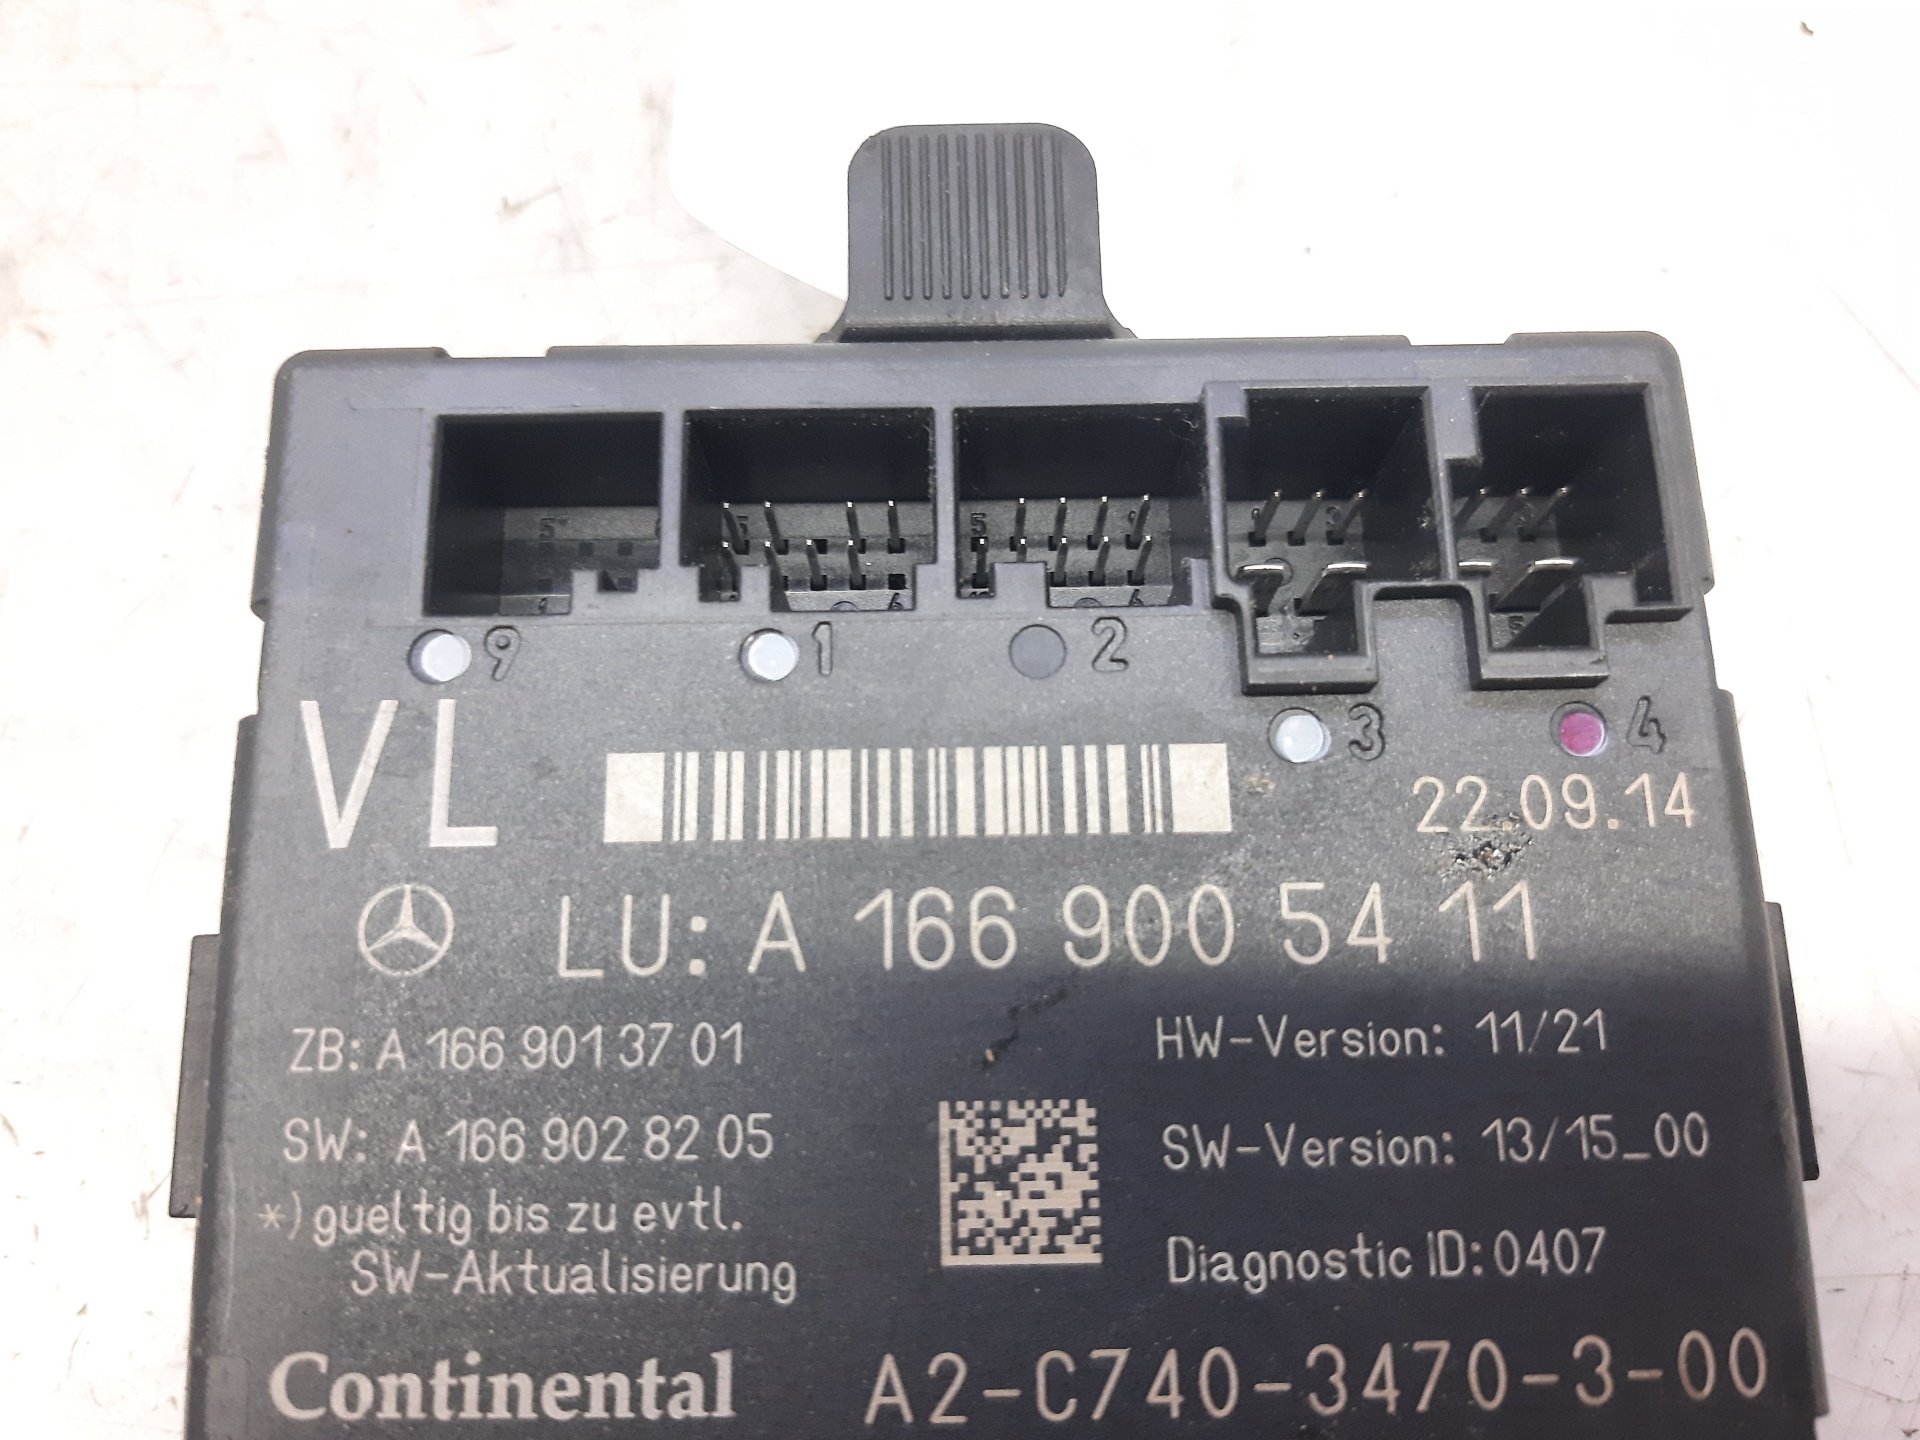 9 1 2
3 4
VL
22.09.14
LU: A 166 900 54 11
ZB: A 166 901 37 01
HW-Version: 11/21
SW: A 166 902 82 05
SW-Version: 13/15_00
*) gueltig bis zu evtl.
SW-Aktualisierung
Diagnostic ID: 0407
Continental A2-C740-3470-3-00